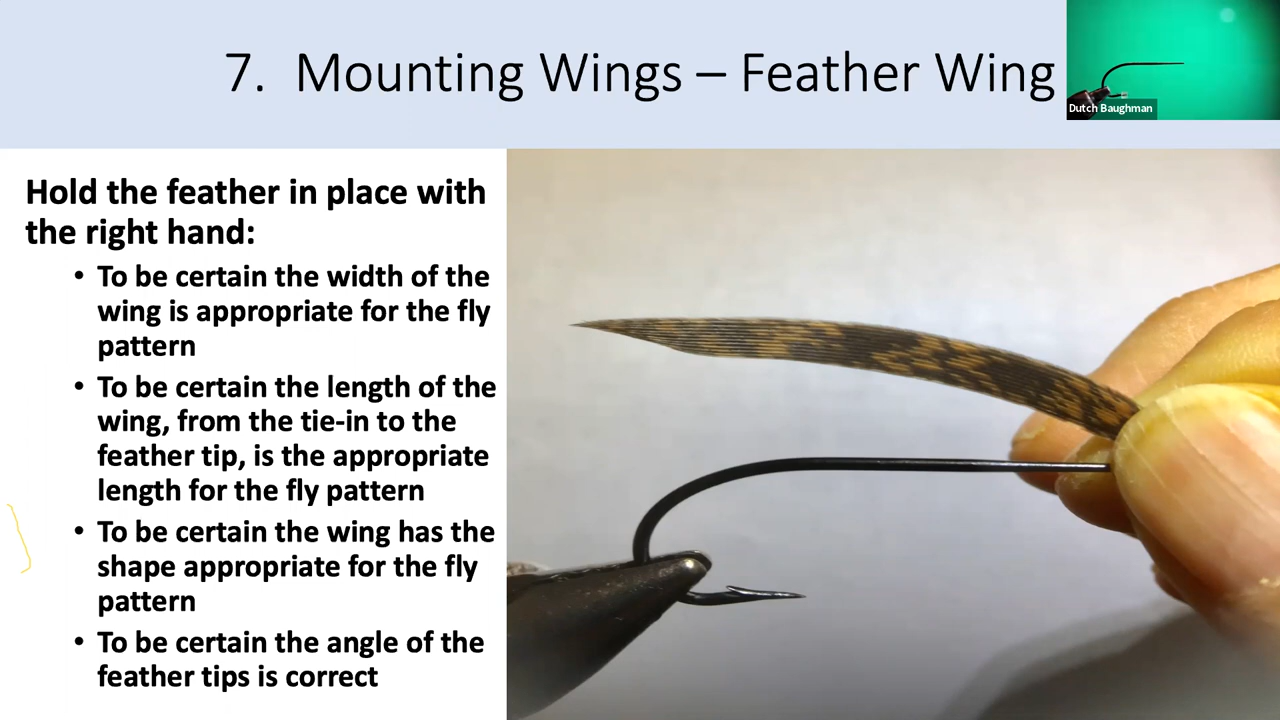 7. Mounting Wings – Feather Wing
Dutch Baughman
Hold the feather in place with
the right hand:
• To be certain the width of the
wing is appropriate for the fly
pattern
• To be certain the length of the
wing, from the tie-in to the
feather tip, is the appropriate
length for the fly pattern
• To be certain the wing has the
shape appropriate for the fly
pattern
• To be certain the angle of the
feather tips is correct